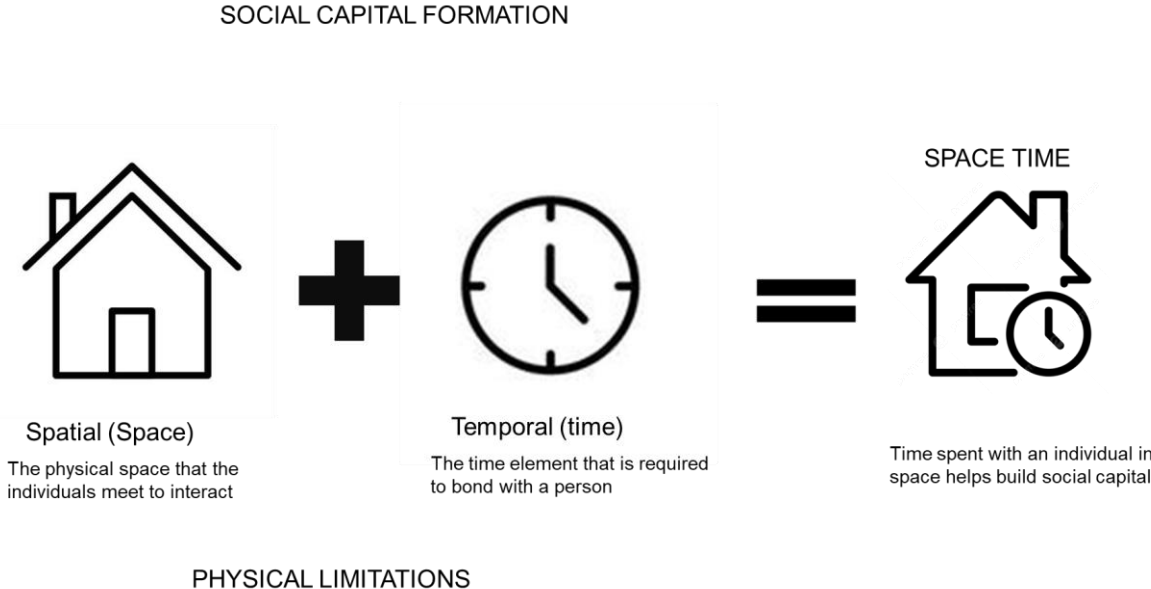 SOCIAL CAPITAL FORMATION
SPACE TIME
Spatial (Space)
The physical space that the
individuals meet to interact
Temporal (time)
The time element that is required
to bond with a person
Time spent with an individual in
space helps build social capital
PHYSICAL LIMITATIONS